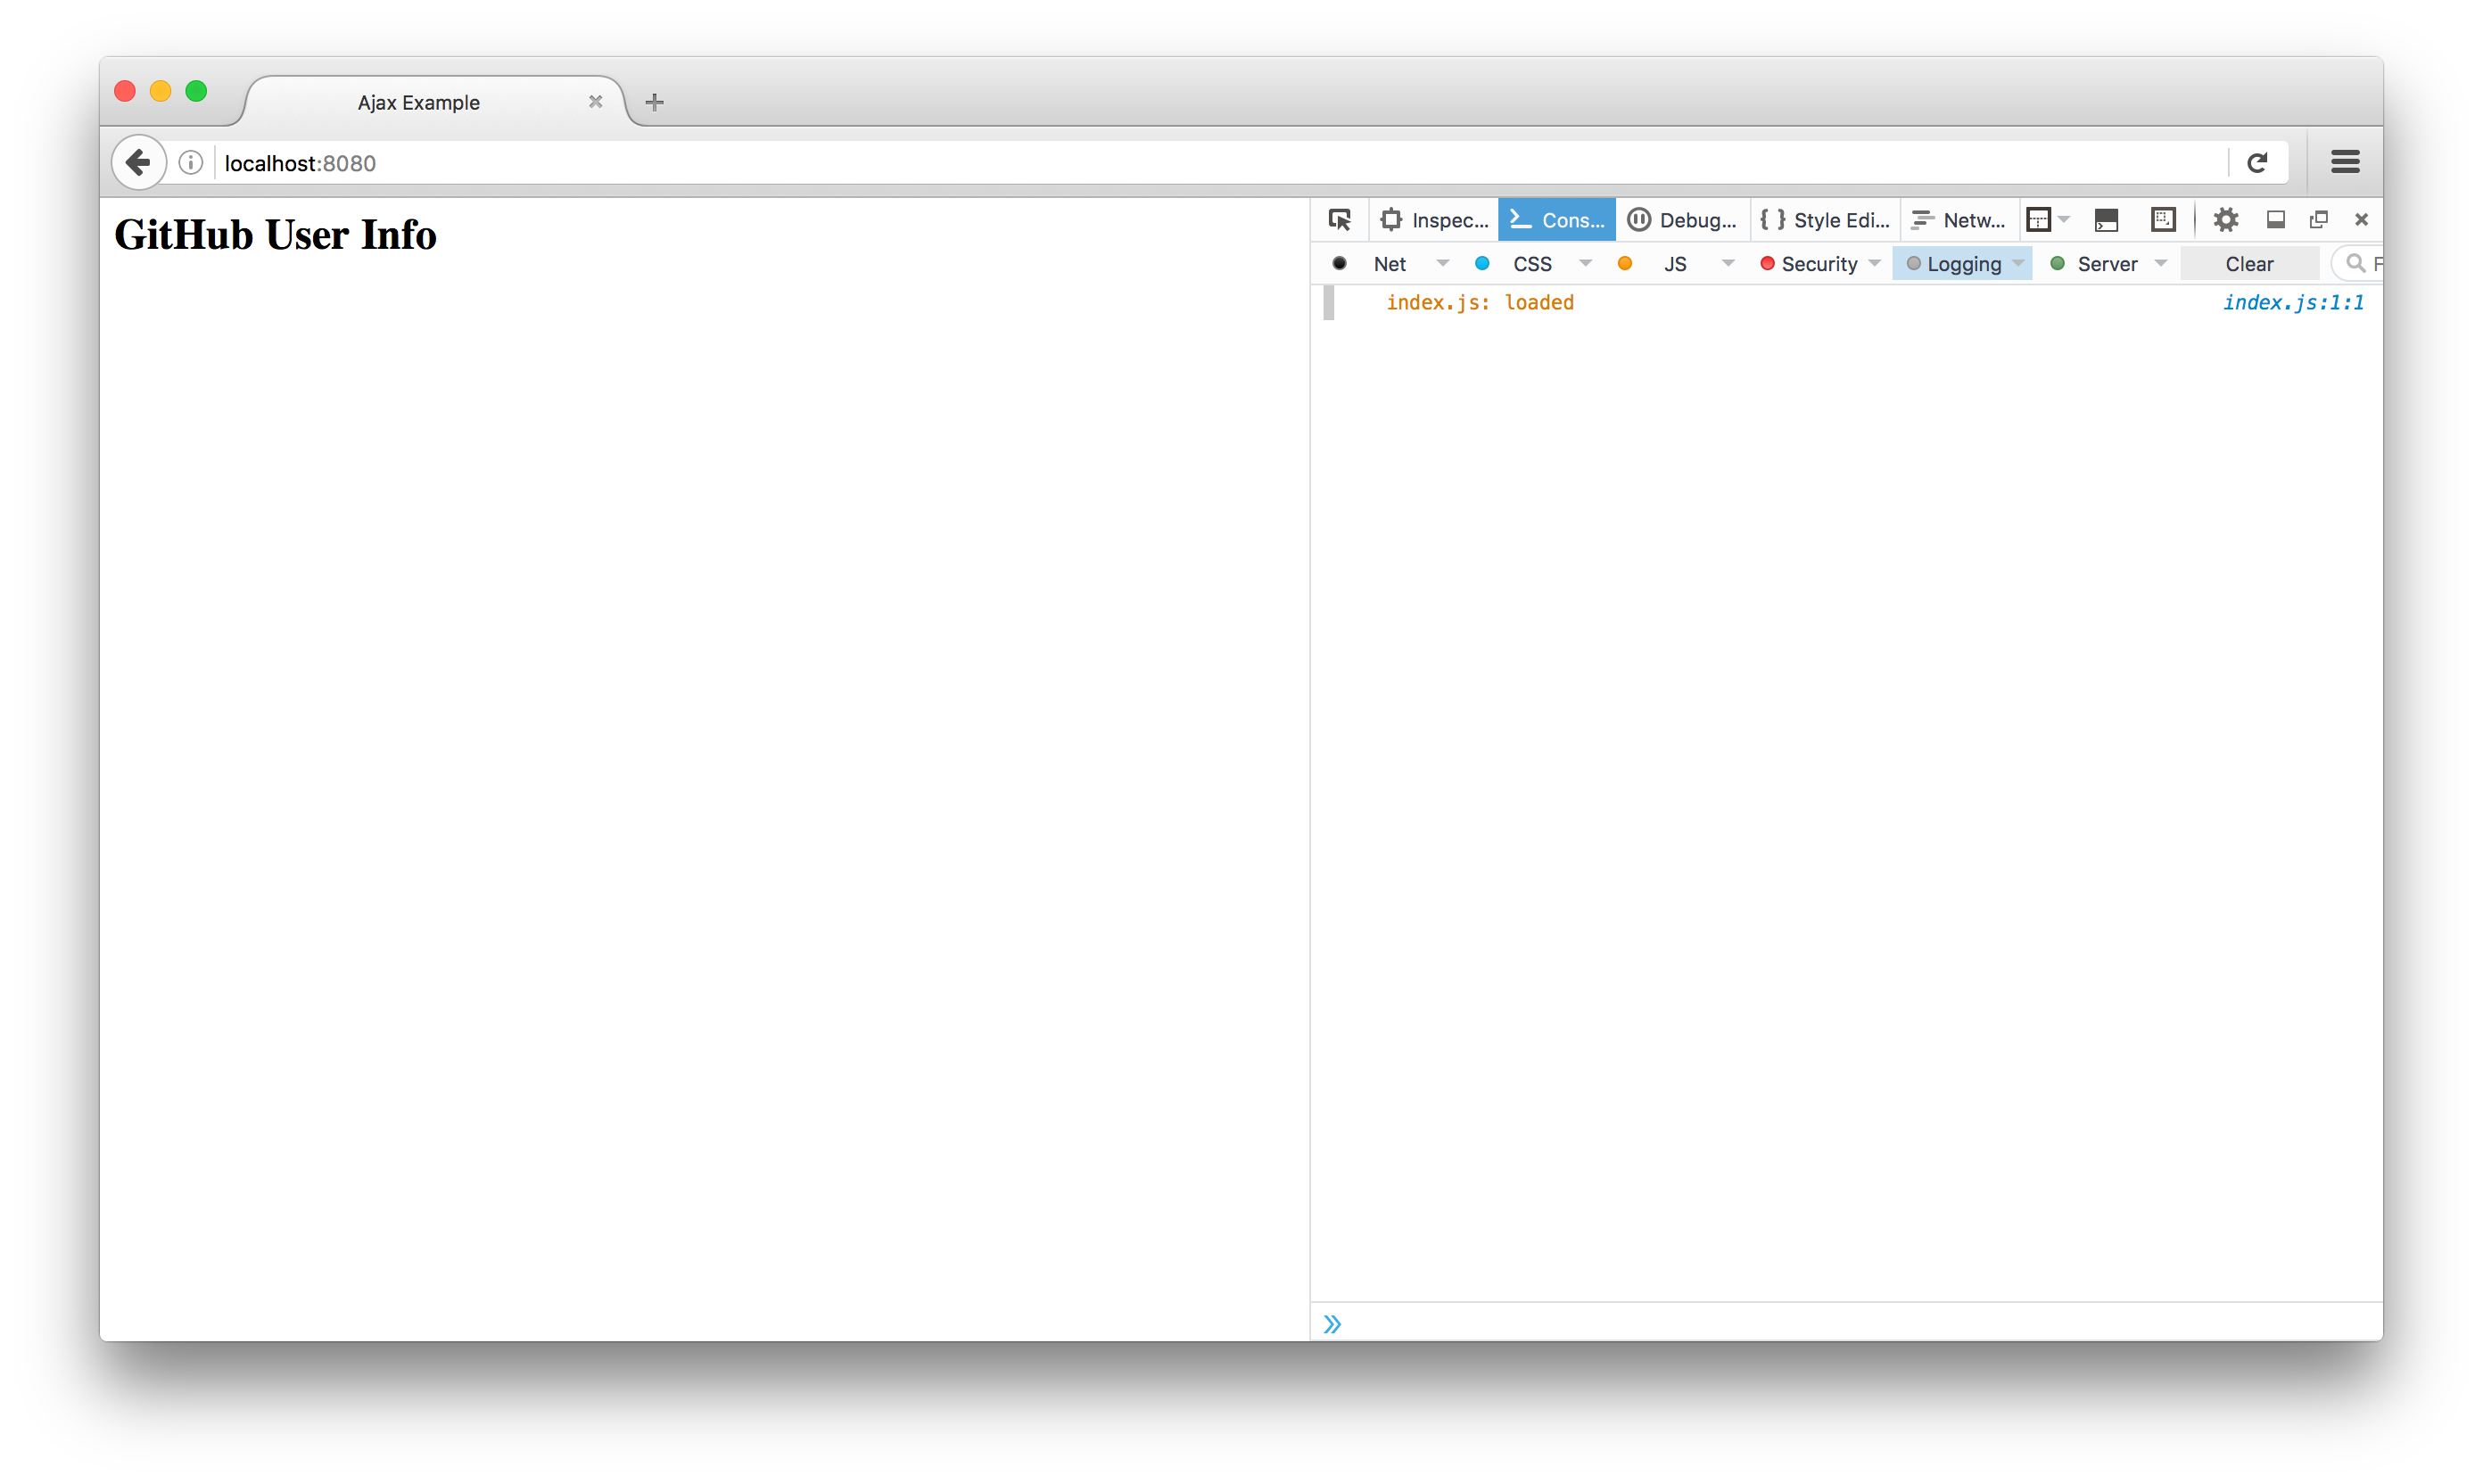 Ajax Example
localhost:8080
GitHub User Info
Inspec... Cons... Debug... { } Style Edi... Netw...
Net CSS JS Security Logging Server Clear F
index.js: loaded index.js:1:1